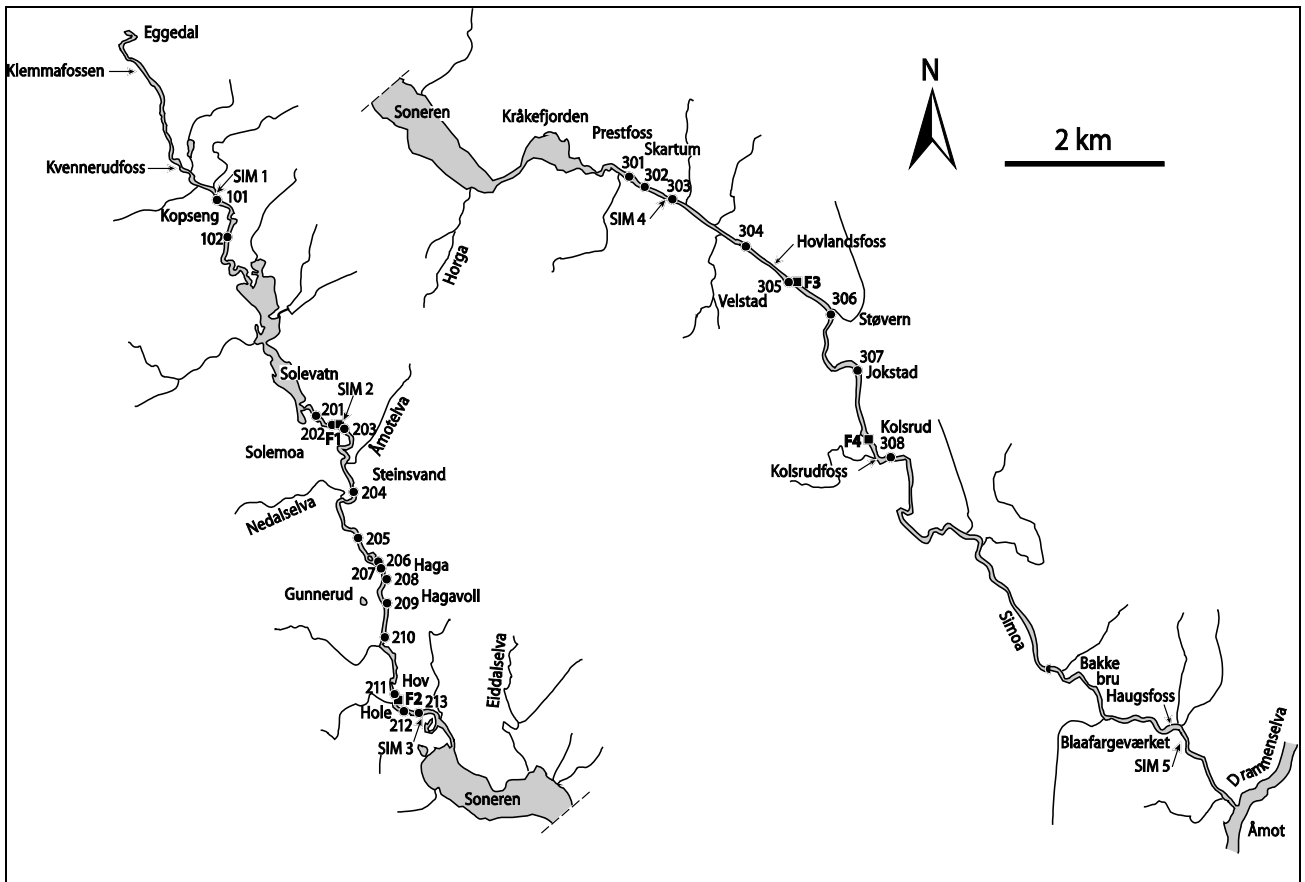 Eggedal
Klemmafossen
Kvennerudfoss
SIM 1
101
Kopseng
102
Solevatn
SIM 2
201
202
F1
203
Åmotelva
Solemoa
Steinsvand
204
Nedalselva
205
206
Haga
207
208
Gunnerud
209
Hagavoll
210
Eiddalselva
Hov
211
F2
213
Hole
212
SIM 3
Soneren
Soneren
Kråkefjorden
Prestfoss
Skartum
301
302
303
SIM 4
Horga
304
Hovlandsfoss
305
F3
Velstad
306
Støvern
307
Jokstad
Kolsrud
F4
308
Kolsrudfoss
Simoa
Bakke
bru
Haugsfoss
Blaafargeværket
SIM 5
Drammenselva
Åmot
N
2 km